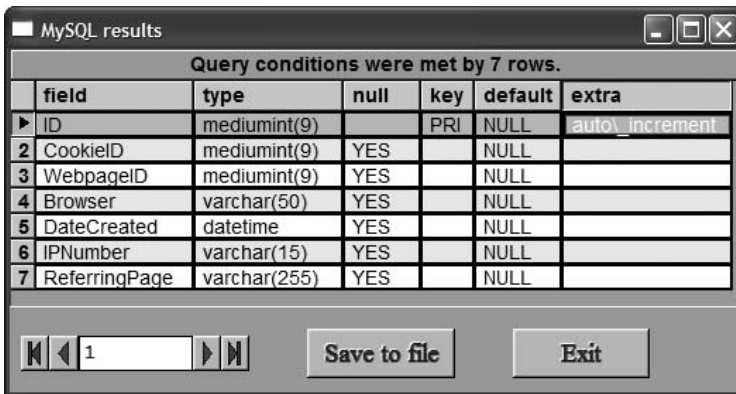 MySQL results
Query conditions were met by 7 rows.
field type null key default extra
ID mediumint(9) PRI NULL auto\_increment
2 CookieID mediumint(9) YES NULL
3 WebpageID mediumint(9) YES NULL
4 Browser varchar(50) YES NULL
5 DateCreated datetime YES NULL
6 IPNumber varchar(15) YES NULL
7 ReferringPage varchar(255) YES NULL
1 Save to file Exit